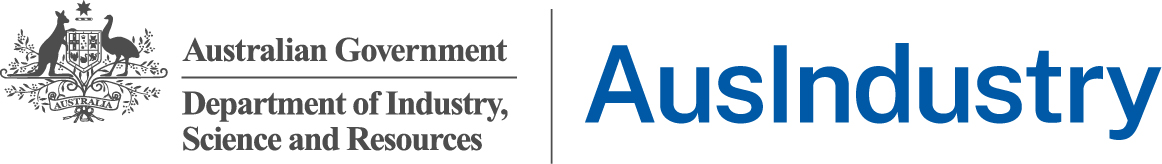 AUSTRALIA
Australian Government
Department of Industry,
Science and Resources
AusIndustry